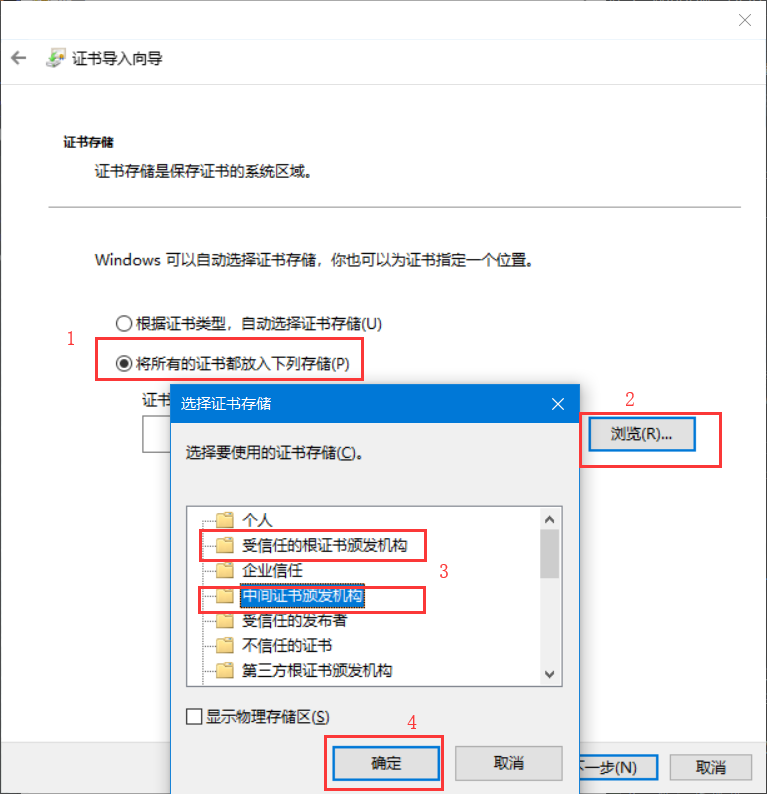 证书导入向导
证书存储
证书存储是保存证书的系统区域。
Windows 可以自动选择证书存储，你也可以为证书指定一个位置。
根据证书类型，自动选择证书存储(U)
1
将所有的证书都放入下列存储(P)
证书
选择证书存储
2
浏览(R)...
选择要使用的证书存储(C)。
个人
受信任的根证书颁发机构
企业信任
3
中间证书颁发机构
受信任的发布者
不信任的证书
第三方根证书颁发机构
显示物理存储区(S)
4
确定
取消
一步(N)
取消